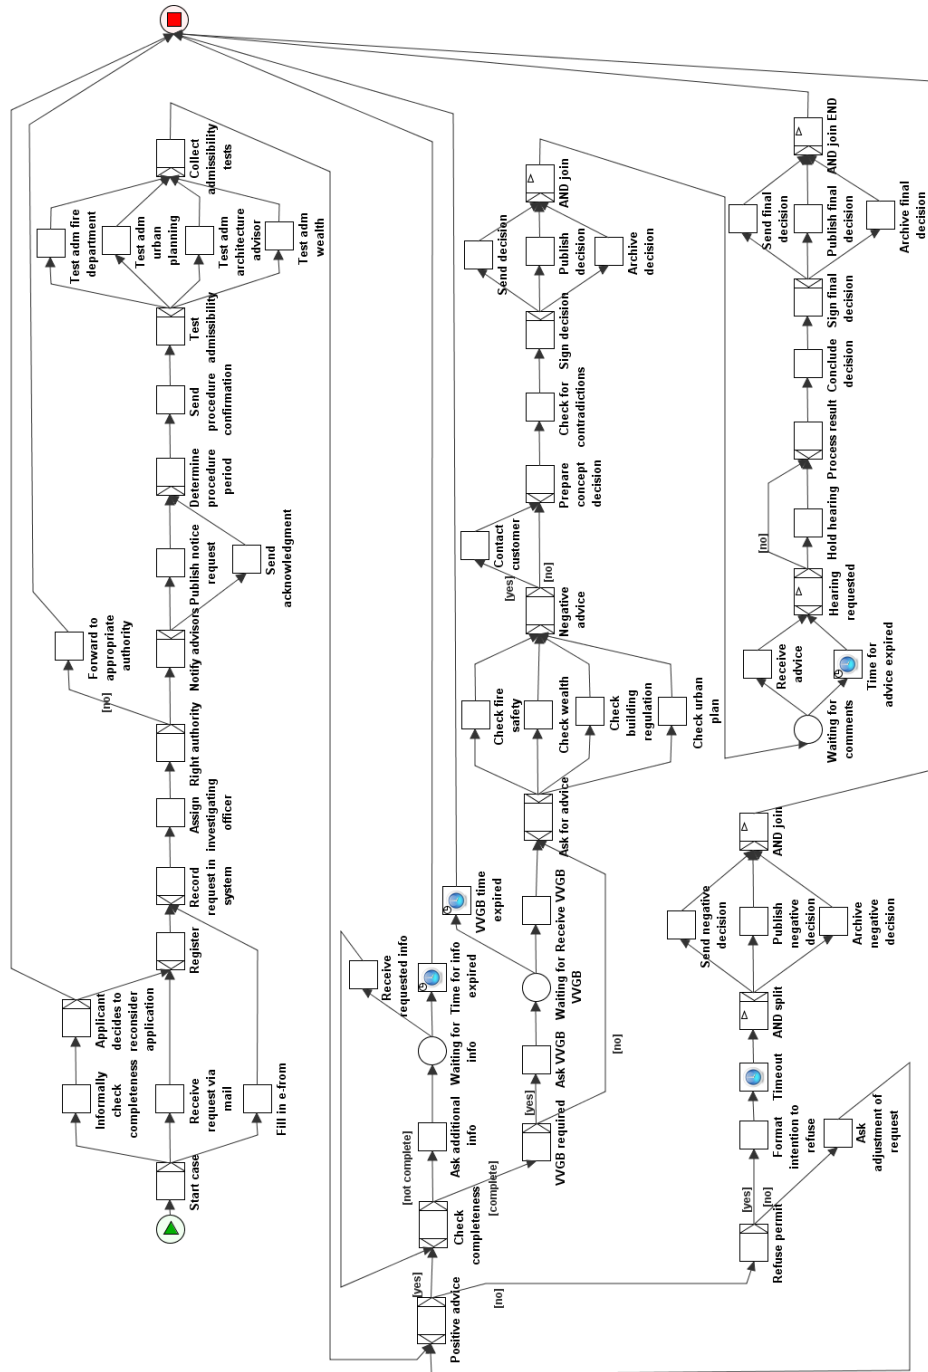 Forward to
appropriate
authority
[no]
Informally
check
completeness
Applicant
decides to
reconsider
application
Start case
Receive
request via
mail
Fill in e-from
Register
Record
request in
system
Assign
investigating
officer
Right authority
Notify advisors
Publish notice
request
Send
acknowledgment
Determine
procedure
period
Send
procedure
confirmation
Test
admissibility
Test adm fire
department
Test adm
urban
planning
Test adm
architecture
advisor
Test adm
wealth
Collect
admissibility
tests
Positive advice
[yes]
[no]
Check
completeness
[not complete]
[complete]
Ask additional
info
Waiting for
info
Receive
requested info
Time for info
expired
VVGB time
expired
VVGB required
[yes]
[no]
Ask VVGB
Waiting for
VVGB
Receive VVGB
Ask for advice
Check fire
safety
Check wealth
Check
building
regulation
Check urban
plan
Negative
advice
[yes]
[no]
Contact
customer
Prepare
concept
decision
Check for
contradictions
Sign decision
Send decision
Publish
decision
Archive
decision
AND join
Refuse permit
[yes]
[no]
Format
intention to
refuse
Ask
adjustment of
request
Timeout
AND split
Send negative
decision
Publish
negative
decision
Archive
negative
decision
AND join
Waiting for
comments
Receive
advice
Time for
advice expired
Hearing
requested
[no]
Hold hearing
Process result
Conclude
decision
Sign final
decision
Send final
decision
Publish final
decision
Archive final
decision
AND join END